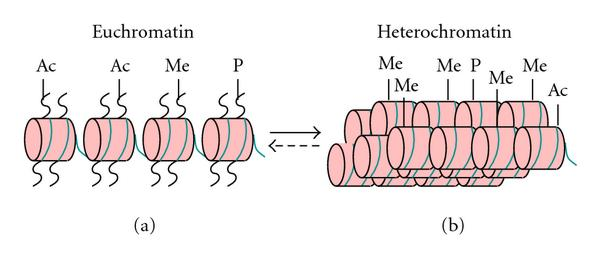 Euchromatin
Heterochromatin
Ac Ac Me P
Me Me Me P Me Me Ac
(a)
(b)